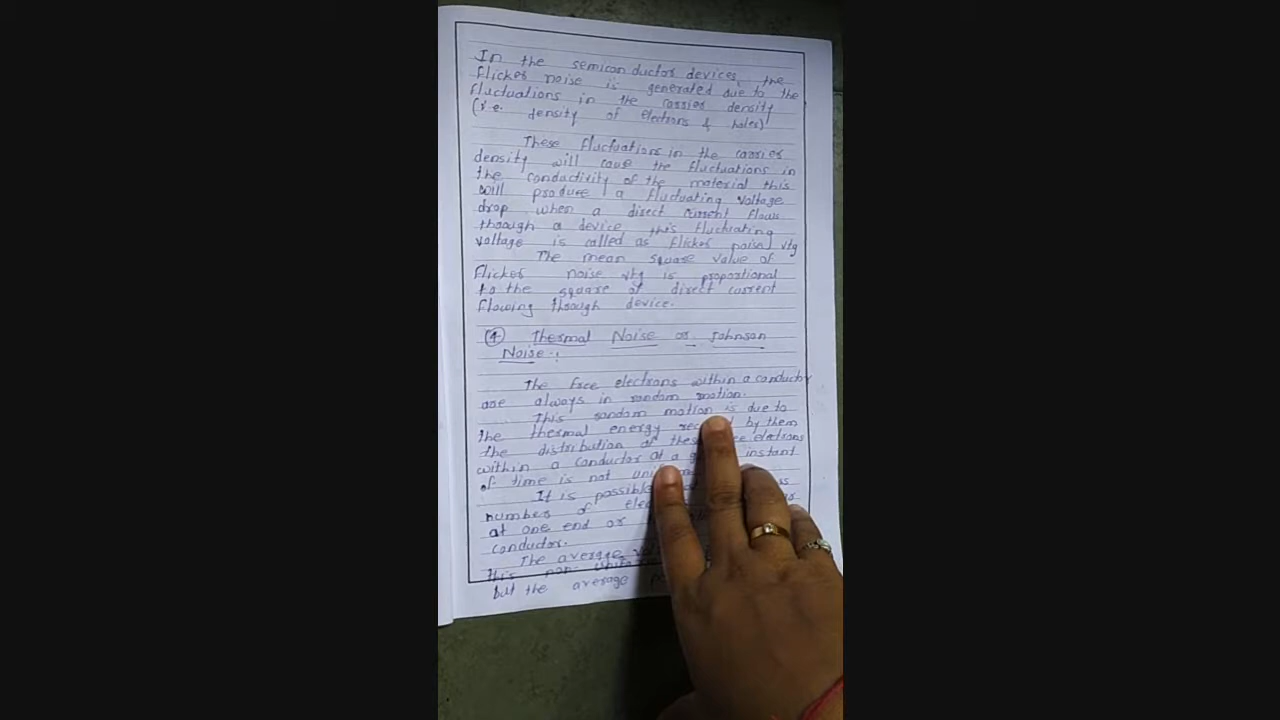 In the semiconductor devices, the
flicker noise is generated due to the
fluctuations in the carrier density
(i.e. density of electrons & holes)
These fluctuations in the carrier
density will cause the fluctuations in
the conductivity of the material this
will produce a fluctuating voltage
drop when a direct current flows
through a device this fluctuating
voltage is called as flicker noise vtg
The mean square value of
flicker noise vtg is proportional
to the square of direct current
flowing through device.
(4) Thermal Noise or Johnson
Noise :
The free electrons within a conductor
are always in random motion.
This random motion is due to
the thermal energy by them
the distribution of electrons
within a conductor at a instant
of time is not
It is possible
number of
at one end or
conductor.
The average
this non-
but the average